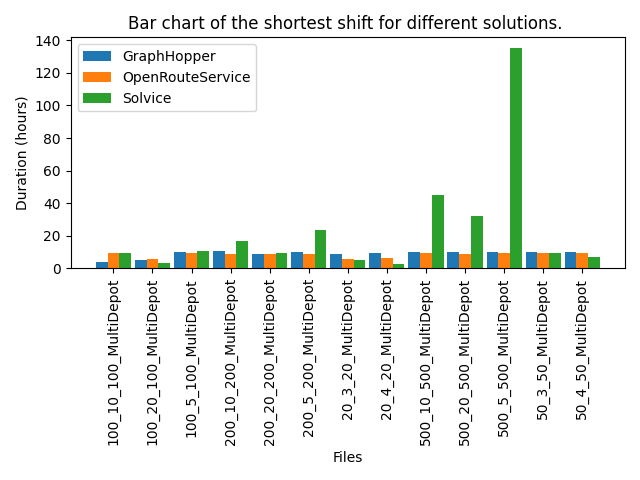 Bar chart of the shortest shift for different solutions.
140
120
100
80
60
40
20
0
Duration (hours)
GraphHopper
OpenRouteService
Solvice
100_10_100_MultiDepot
100_20_100_MultiDepot
100_5_100_MultiDepot
200_10_200_MultiDepot
200_20_200_MultiDepot
200_5_200_MultiDepot
20_3_20_MultiDepot
20_4_20_MultiDepot
500_10_500_MultiDepot
500_20_500_MultiDepot
500_5_500_MultiDepot
50_3_50_MultiDepot
50_4_50_MultiDepot
Files